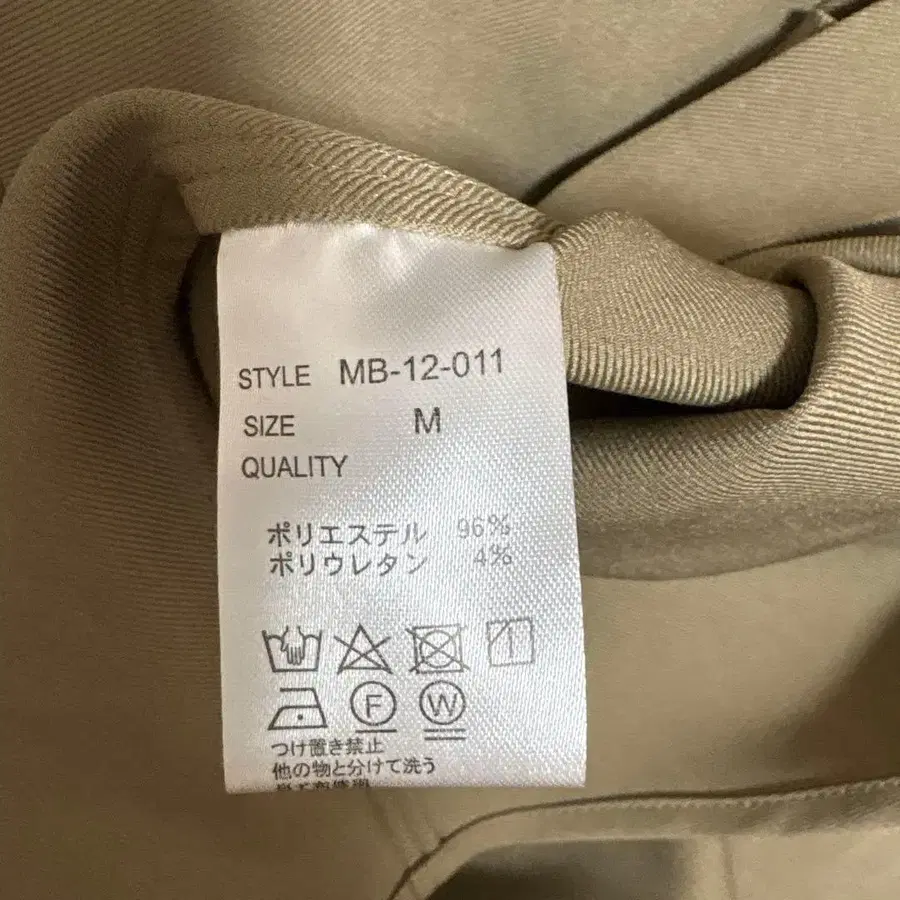 STYLE MB-12-011
SIZE M
QUALITY
ポリエステル 96%
ポリウレタン 4%
F W
つけ置き禁止
他の物と分けて洗う